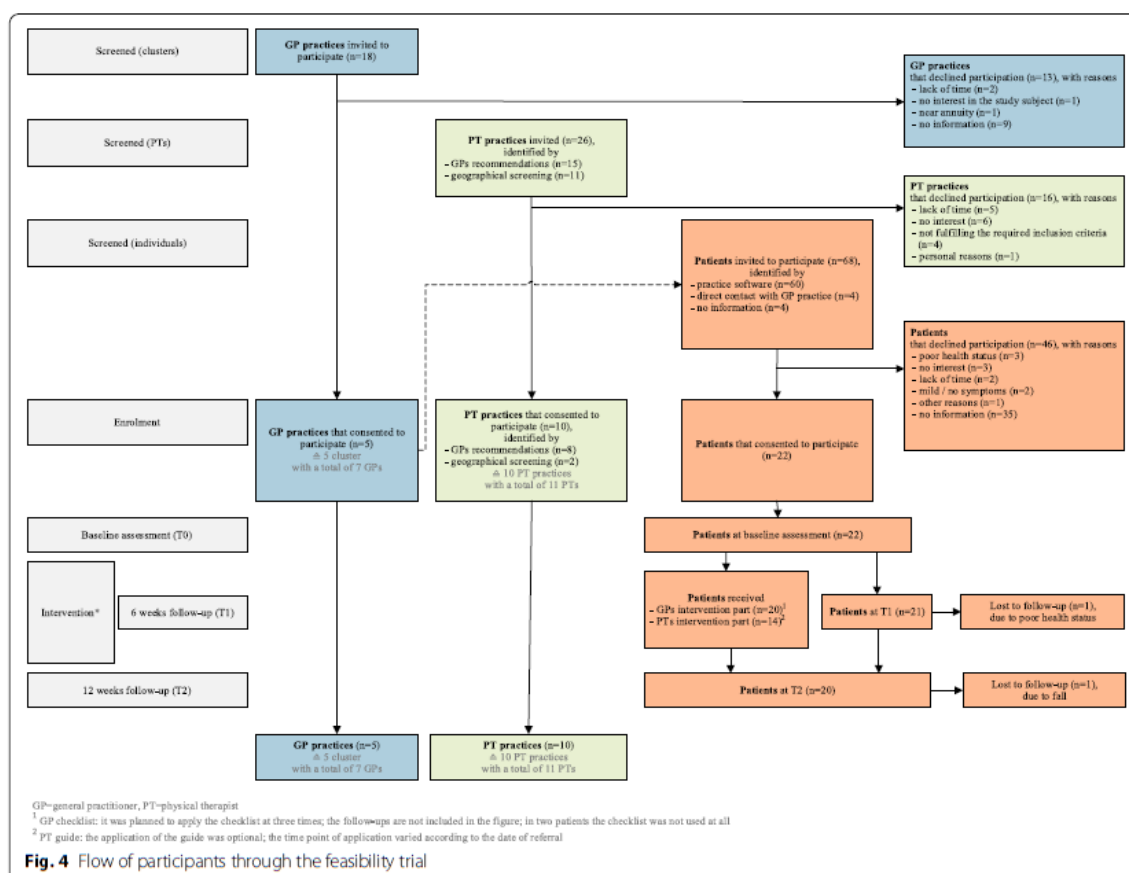 Screened (clusters)
GP practices invited to
participate (n=18)
GP practices
that declined participation (n=13), with reasons
- lack of time (n=2)
- no interest in the study subject (n=1)
- near annuity (n=1)
- no information (n=9)
Screened (PTs)
PT practices invited (n=26),
identified by
- GPs recommendations (n=15)
- geographical screening (n=11)
PT practices
that declined participation (n=16), with reasons
- lack of time (n=5)
- no interest (n=6)
- not fulfilling the required inclusion criteria
(n=4)
- personal reasons (n=1)
Screened (individuals)
Patients invited to participate (n=68),
identified by
- practice software (n=60)
- direct contact with GP practice (n=4)
- no information (n=4)
Patients
that declined participation (n=46), with reasons
- poor health status (n=3)
- no interest (n=3)
- lack of time (n=2)
- mild / no symptoms (n=2)
- other reasons (n=1)
- no information (n=35)
Enrolment
GP practices that consented to
participate (n=5)
≙ 5 cluster
with a total of 7 GPs
PT practices that consented to
participate (n=10),
identified by
- GPs recommendations (n=8)
- geographical screening (n=2)
≙ 10 PT practices
with a total of 11 PTs
Patients that consented to participate
(n=22)
Baseline assessment (T0)
Patients at baseline assessment (n=22)
Intervention*
6 weeks follow-up (T1)
Patients received
- GPs intervention part (n=20)1
- PTs intervention part (n=14)2
Patients at T1 (n=21)
Lost to follow-up (n=1),
due to poor health status
12 weeks follow-up (T2)
Patients at T2 (n=20)
Lost to follow-up (n=1),
due to fall
GP practices (n=5)
≙ 5 cluster
with a total of 7 GPs
PT practices (n=10)
≙ 10 PT practices
with a total of 11 PTs
GP=general practitioner, PT=physical therapist
1 GP checklist: it was planned to apply the checklist at three times; the follow-ups are not included in the figure; in two patients the checklist was not used at all
2 PT guide: the application of the guide was optional; the time point of application varied according to the date of referral
Fig. 4 Flow of participants through the feasibility trial